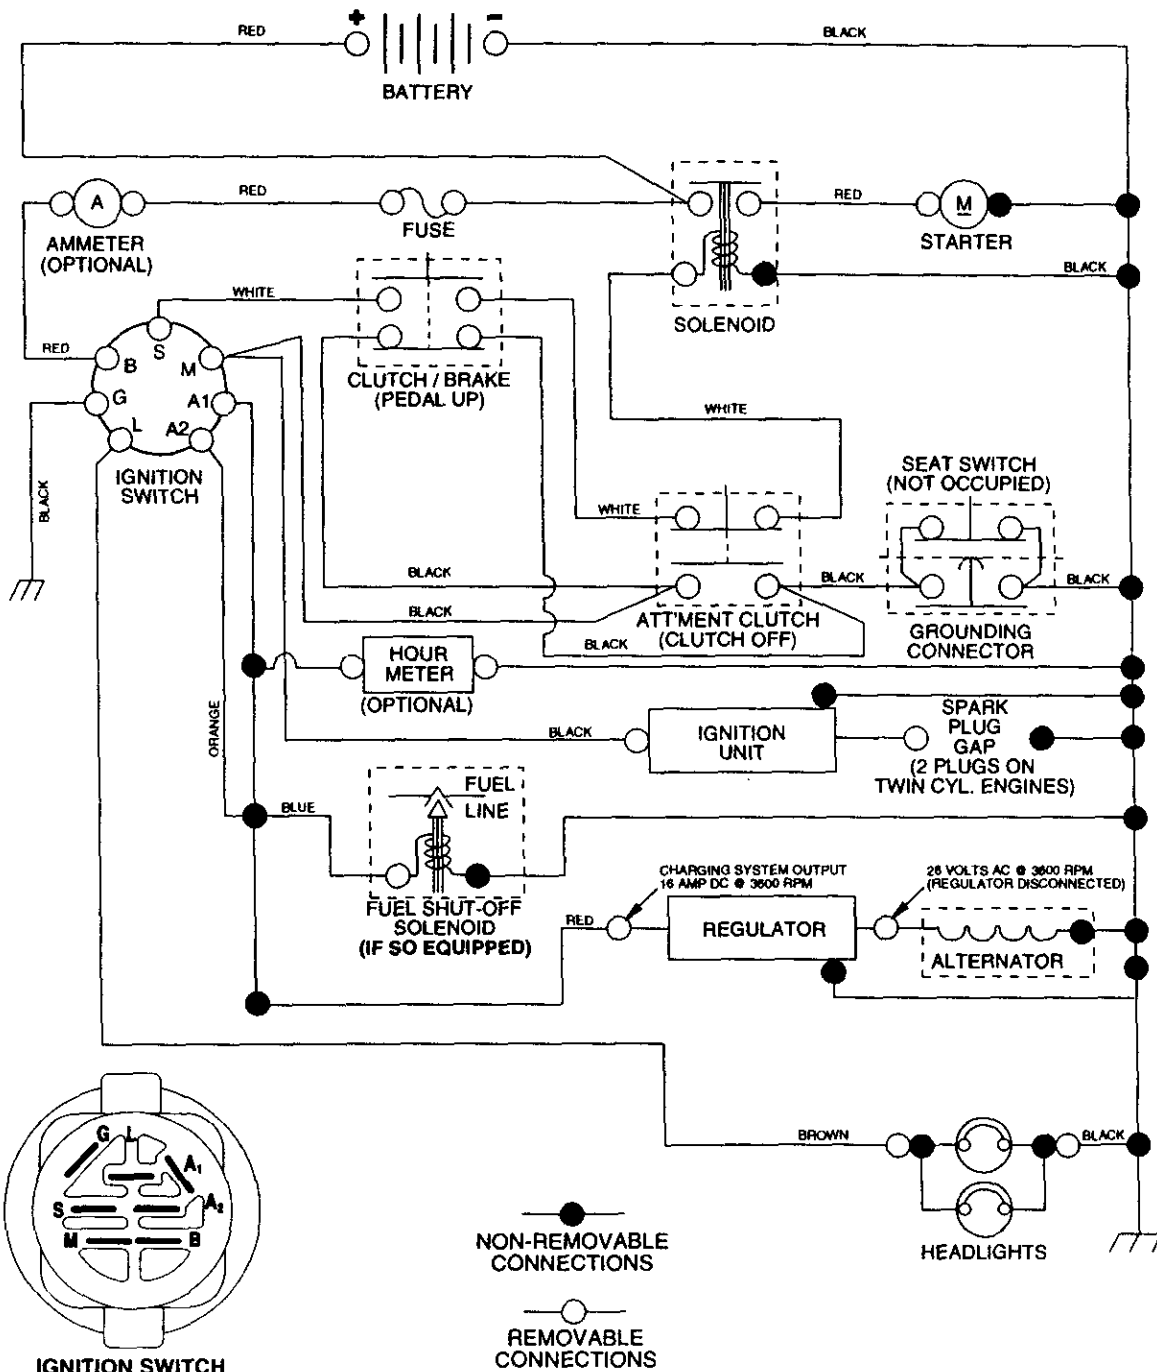 +
-
RED
BLACK
BATTERY
A
RED
FUSE
RED
M
AMMETER
(OPTIONAL)
STARTER
BLACK
SOLENOID
WHITE
S
RED
B
M
CLUTCH / BRAKE
(PEDAL UP)
G
A1
L
A2
WHITE
IGNITION
SWITCH
SEAT SWITCH
(NOT OCCUPIED)
BLACK
WHITE
BLACK
BLACK
BLACK
BLACK
ATT'MENT CLUTCH
(CLUTCH OFF)
GROUNDING
CONNECTOR
BLACK
HOUR
METER
(OPTIONAL)
ORANGE
BLACK
IGNITION
UNIT
SPARK
PLUG
GAP
(2 PLUGS ON
TWIN CYL. ENGINES)
FUEL
LINE
BLUE
FUEL SHUT-OFF
SOLENOID
(IF SO EQUIPPED)
CHARGING SYSTEM OUTPUT
16 AMP DC @ 3600 RPM
28 VOLTS AC @ 3600 RPM
(REGULATOR DISCONNECTED)
RED
REGULATOR
ALTERNATOR
BROWN
BLACK
HEADLIGHTS
G
L
A1
S
A2
M
B
IGNITION SWITCH
NON-REMOVABLE
CONNECTIONS
REMOVABLE
CONNECTIONS